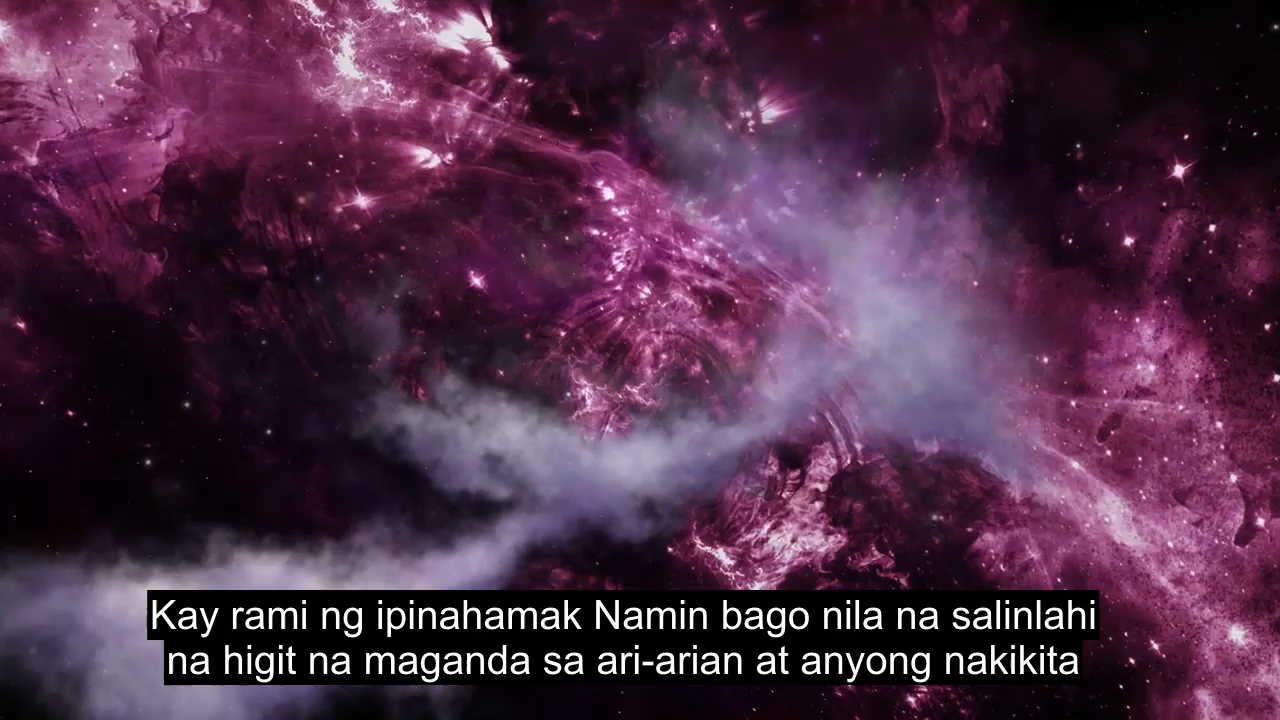 Kay rami ng ipinahamak Namin bago nila na salinlahi
na higit na maganda sa ari-arian at anyong nakikita